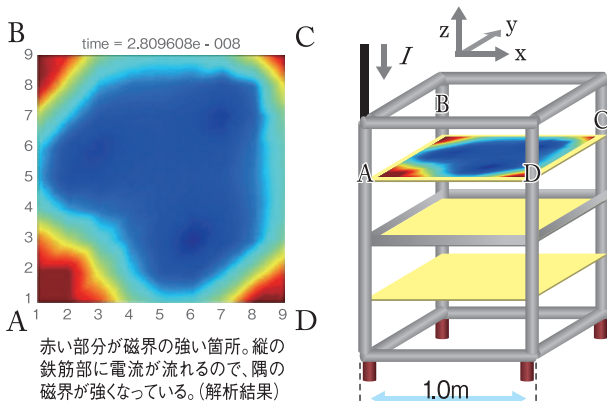 B
time = 2.809608e - 008
C
9
8
7
6
5
4
3
2
1
1 2 3 4 5 6 7 8 9
A
D
赤い部分が磁界の強い箇所。縦の
鉄筋部に電流が流れるので、隅の
磁界が強くなっている。(解析結果)
I
z
y
x
B
C
A
D
1.0m